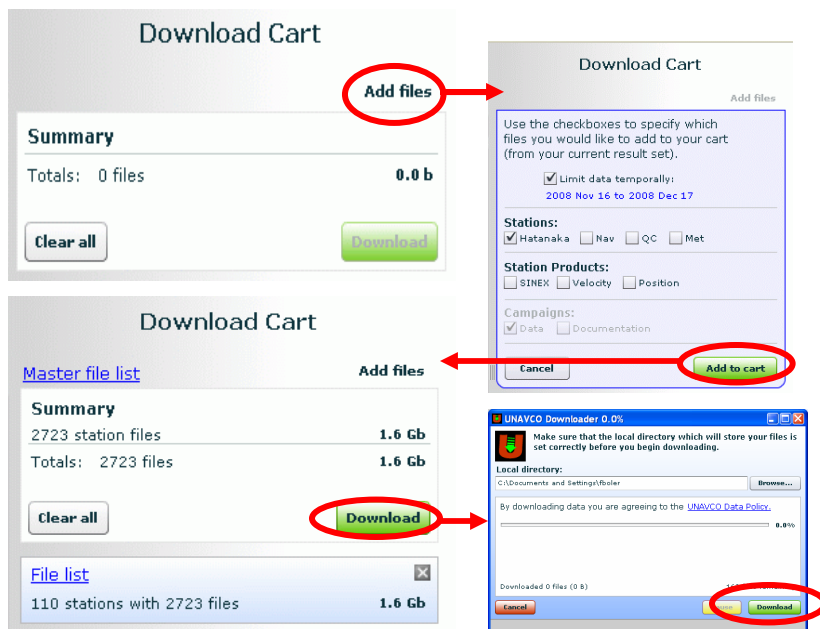 Download Cart
Add files
Summary
Totals: 0 files 0.0 b
Clear all Download
Download Cart
Add files
Use the checkboxes to specify which
files you would like to add to your cart
(from your current result set).
Limit data temporally:
2008 Nov 16 to 2008 Dec 17
Stations:
Hatanaka Nav QC Met
Station Products:
SINEX Velocity Position
Campaigns:
Data Documentation
Cancel Add to cart
Download Cart
Master file list Add files
Summary
2723 station files 1.6 Gb
Totals: 2723 files 1.6 Gb
Clear all Download
File list
110 stations with 2723 files 1.6 Gb
UNAVCO Downloader 0.0%
Make sure that the local directory which will store your files is
set correctly before you begin downloading.
Local directory:
C:\Documents and Settings\fboler Browse...
By downloading data you are agreeing to the UNAVCO Data Policy.
0.0%
Downloaded 0 files (0 B)
Cancel Download